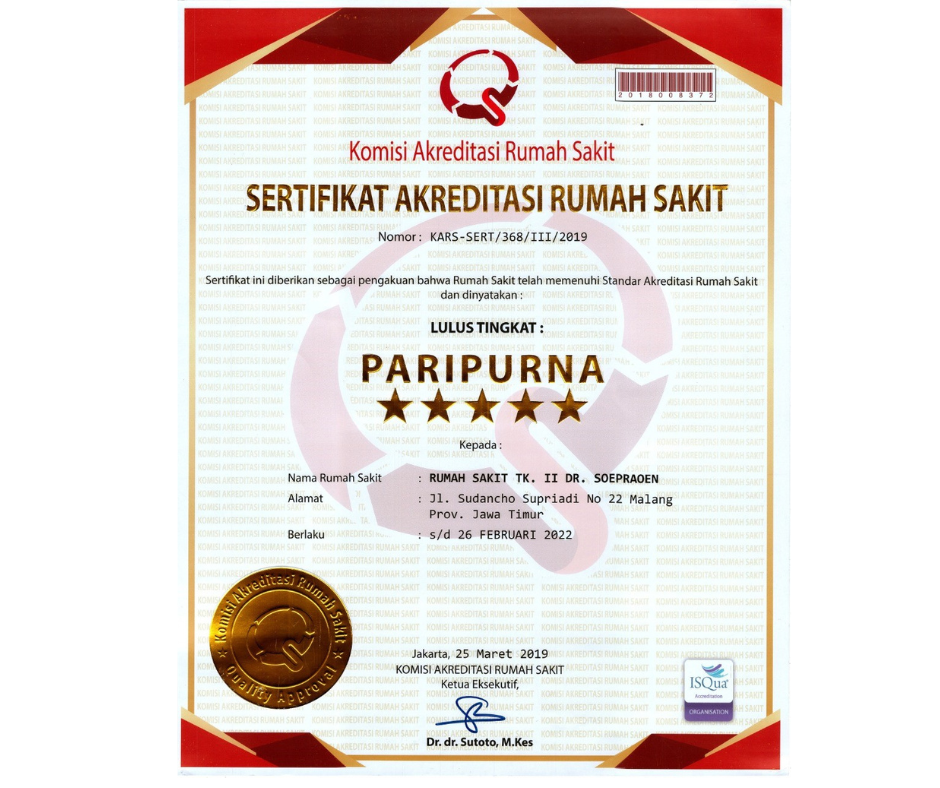 2018008372
Komisi Akreditasi Rumah Sakit
SERTIFIKAT AKREDITASI RUMAH SAKIT
Nomor : KARS-SERT/368/III/2019
Sertifikat ini diberikan sebagai pengakuan bahwa Rumah Sakit telah memenuhi Standar Akreditasi Rumah Sakit
dan dinyatakan :
LULUS TINGKAT :
PARIPURNA
Kepada :
Nama Rumah Sakit : RUMAH SAKIT TK. II DR. SOEPRAOEN
Alamat : Jl. Sudancho Supriadi No 22 Malang
Prov. Jawa Timur
Berlaku : s/d 26 FEBRUARI 2022
Komisi Akreditasi Rumah Sakit
Quality Approval
Jakarta, 25 Maret 2019
KOMISI AKREDITASI RUMAH SAKIT
Ketua Eksekutif,
Dr. dr. Sutoto, M.Kes
ISQua
Accreditation
ORGANISATION